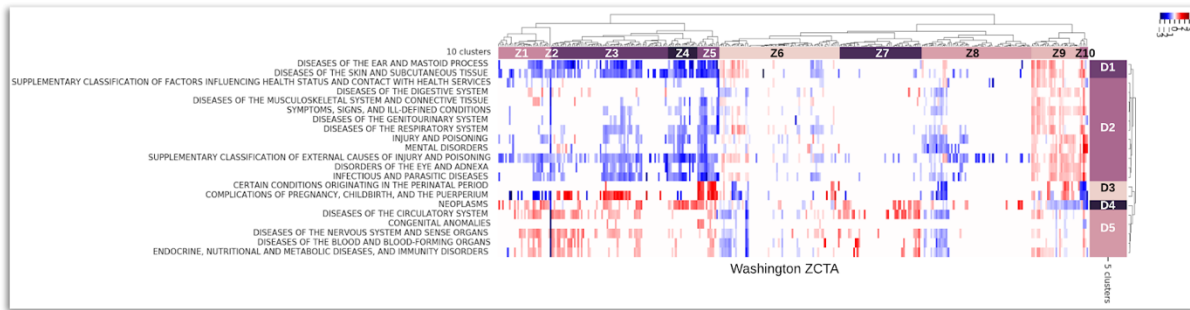 10 clusters Z1 Z2 Z3 Z4 Z5 Z6 Z7 Z8 Z9 Z10
DISEASES OF THE EAR AND MASTOID PROCESS D1
DISEASES OF THE SKIN AND SUBCUTANEOUS TISSUE
SUPPLEMENTARY CLASSIFICATION OF FACTORS INFLUENCING HEALTH STATUS AND CONTACT WITH HEALTH SERVICES
DISEASES OF THE DIGESTIVE SYSTEM
DISEASES OF THE MUSCULOSKELETAL SYSTEM AND CONNECTIVE TISSUE
SYMPTOMS, SIGNS, AND ILL-DEFINED CONDITIONS
DISEASES OF THE GENITOURINARY SYSTEM
DISEASES OF THE RESPIRATORY SYSTEM D2
INJURY AND POISONING
MENTAL DISORDERS
SUPPLEMENTARY CLASSIFICATION OF EXTERNAL CAUSES OF INJURY AND POISONING
DISORDERS OF THE EYE AND ADNEXA
INFECTIOUS AND PARASITIC DISEASES
CERTAIN CONDITIONS ORIGINATING IN THE PERINATAL PERIOD D3
COMPLICATIONS OF PREGNANCY, CHILDBIRTH, AND THE PUERPERIUM
NEOPLASMS D4
DISEASES OF THE CIRCULATORY SYSTEM
CONGENITAL ANOMALIES D5
DISEASES OF THE NERVOUS SYSTEM AND SENSE ORGANS
DISEASES OF THE BLOOD AND BLOOD-FORMING ORGANS
ENDOCRINE, NUTRITIONAL AND METABOLIC DISEASES, AND IMMUNITY DISORDERS
Washington ZCTA
5 clusters